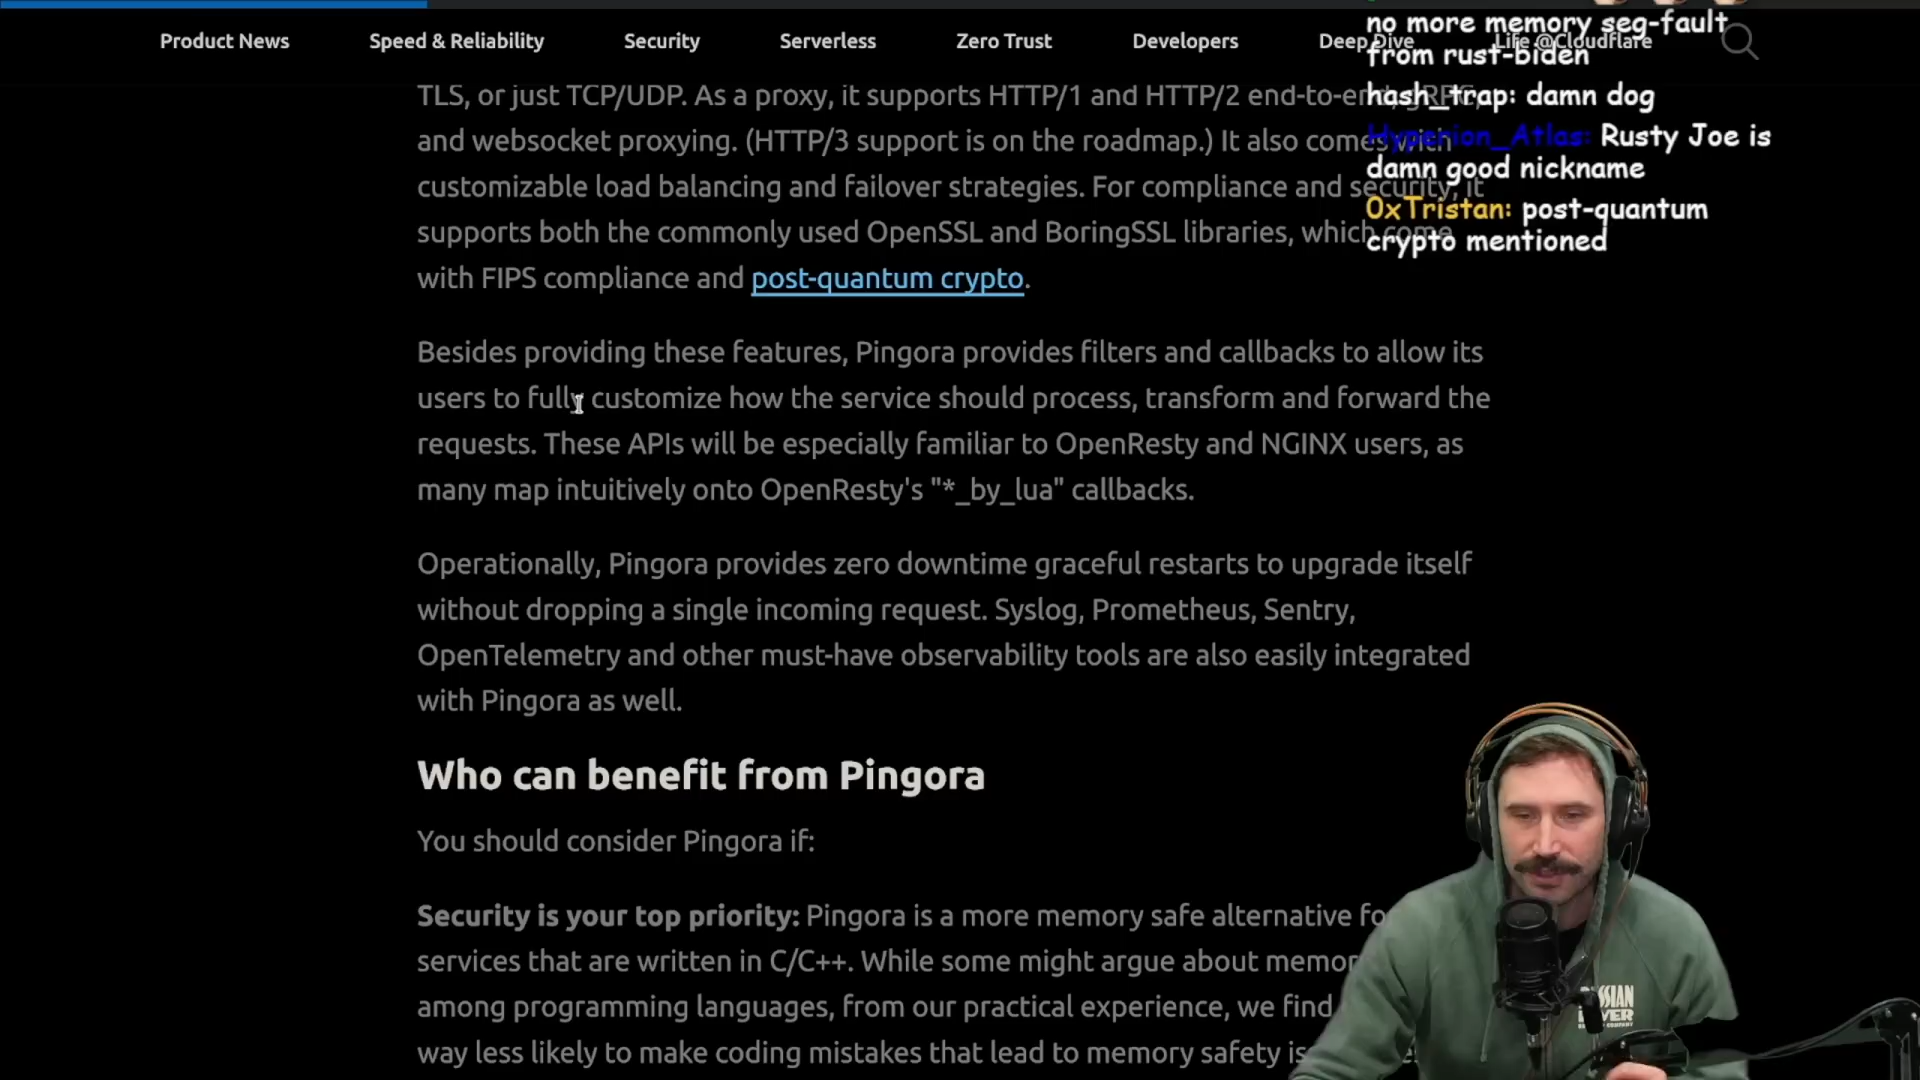 Product News Speed & Reliability Security Serverless Zero Trust Developers Deep Dive Life @Cloudflare
no more memory seg-fault
from rust-biden
hash_trap: damn dog
Hyperion_Atlas: Rusty Joe is
damn good nickname
0xTristan: post-quantum
crypto mentioned
TLS, or just TCP/UDP. As a proxy, it supports HTTP/1 and HTTP/2 end-to-end, gRPC,
and websocket proxying. (HTTP/3 support is on the roadmap.) It also comes with
customizable load balancing and failover strategies. For compliance and security, it
supports both the commonly used OpenSSL and BoringSSL libraries, which come
with FIPS compliance and post-quantum crypto.
Besides providing these features, Pingora provides filters and callbacks to allow its
users to fully customize how the service should process, transform and forward the
requests. These APIs will be especially familiar to OpenResty and NGINX users, as
many map intuitively onto OpenResty's "*_by_lua" callbacks.
Operationally, Pingora provides zero downtime graceful restarts to upgrade itself
without dropping a single incoming request. Syslog, Prometheus, Sentry,
OpenTelemetry and other must-have observability tools are also easily integrated
with Pingora as well.
Who can benefit from Pingora
You should consider Pingora if:
Security is your top priority: Pingora is a more memory safe alternative
services that are written in C/C++. While some might argue about
among programming languages, from our practical experience, we find
way less likely to make coding mistakes that lead to memory safety